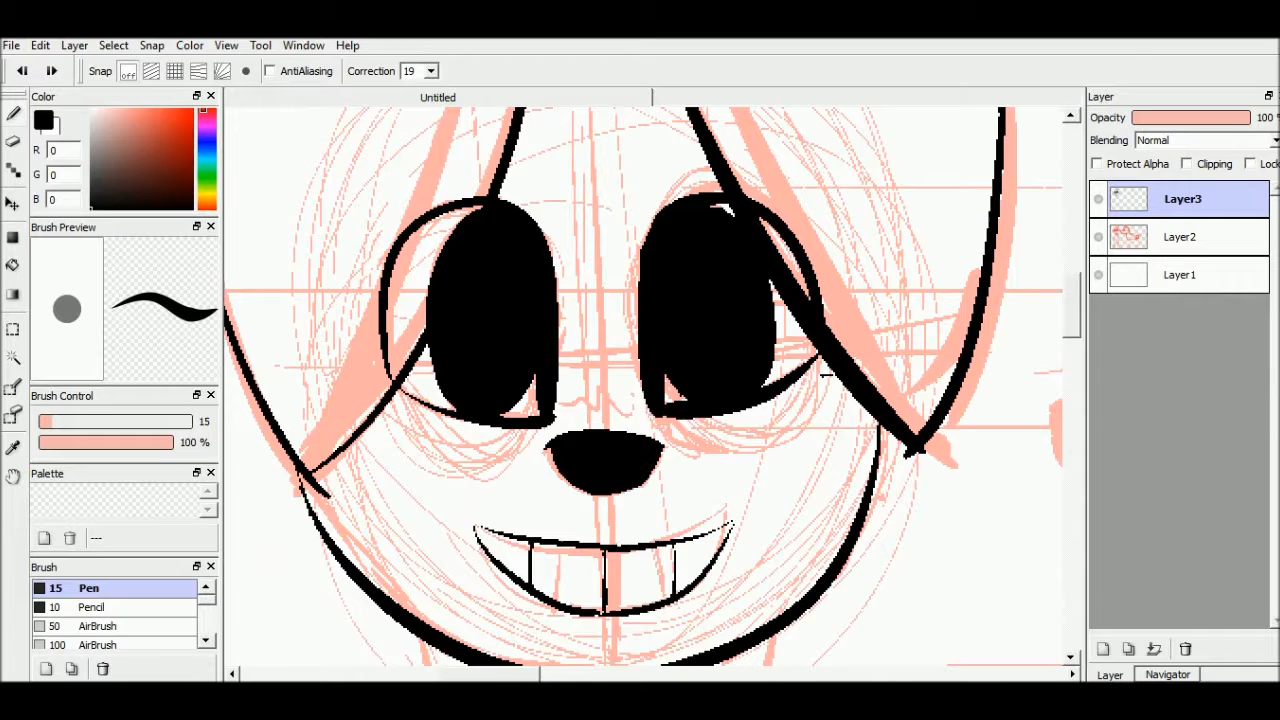 File Edit Layer Select Snap Color View Tool Window Help
Snap off AntiAliasing Correction 19
Color
R 0
G 0
B 0
Brush Preview
Brush Control
15
100 %
Palette
---
Brush
15 Pen
10 Pencil
50 AirBrush
100 AirBrush
Untitled
Layer
Opacity 100 %
Blending Normal
Protect Alpha Clipping Loc
Layer3
Layer2
Layer1
Layer Navigator